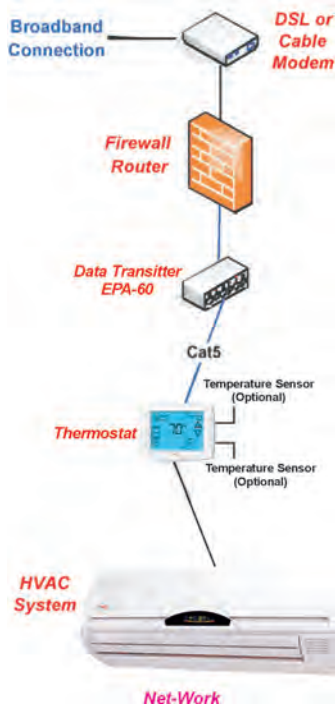 Broadband
Connection
DSL or
Cable
Modem
Firewall
Router
Data Transitter
EPA-60
Cat5
Temperature Sensor
(Optional)
Thermostat
70°
Temperature Sensor
(Optional)
HVAC
System
Net-Work